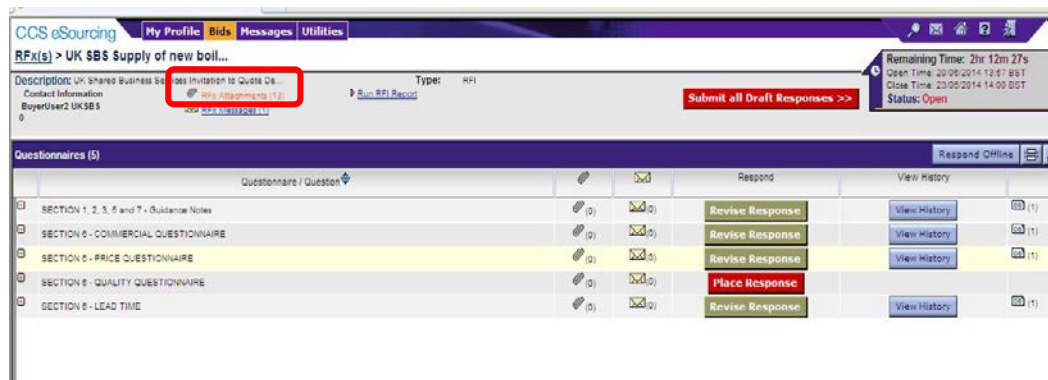 CCS eSourcing My Profile Bids Messages Utilities
RFx(s) > UK SBS Supply of new boil...
Remaining Time: 2hr 12m 27s
Open Time: 20/06/2014 13:57 BST
Close Time: 23/06/2014 14:00 BST
Status: Open
Description: UK Shared Business Services Invitation to Quote De... Type: RFI
Contact Information RFx Attachments (13) Run RFI Report
BuyerUser2 UKSBS RFx Messages (1)
0
Submit all Draft Responses >>
Questionnaires (5) Respond Offline
Questionnaire / Question Respond View History
SECTION 1, 2, 3, 5 and 7 - Guidance Notes (0) (0) Revise Response View History (1)
SECTION 6 - COMMERCIAL QUESTIONNAIRE (0) (0) Revise Response View History (1)
SECTION 6 - PRICE QUESTIONNAIRE (0) (0) Revise Response View History (1)
SECTION 6 - QUALITY QUESTIONNAIRE (0) (0) Place Response
SECTION 6 - LEAD TIME (0) (0) Revise Response View History (1)